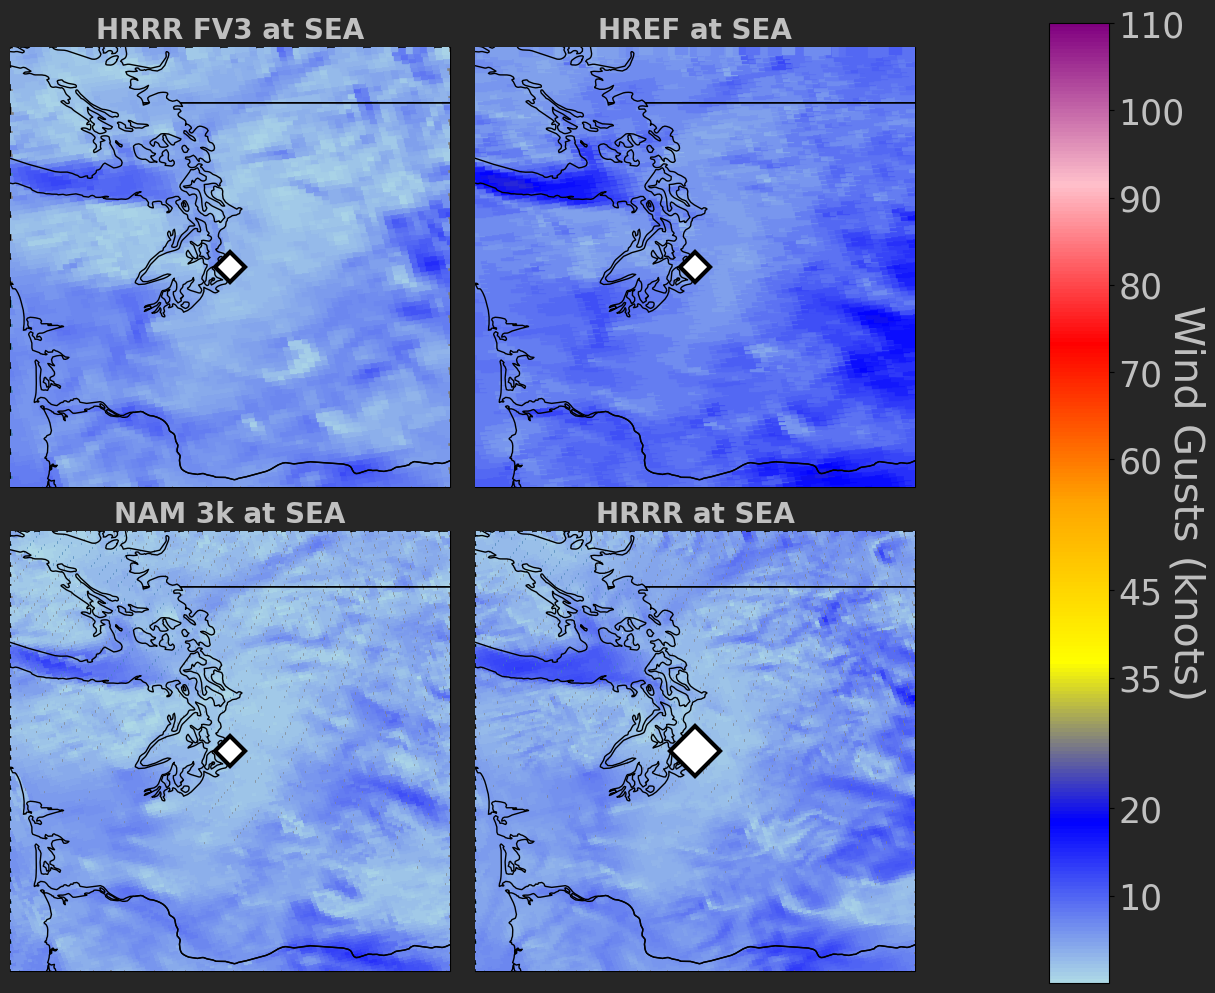 HRRR FV3 at SEA
HREF at SEA
NAM 3k at SEA
HRRR at SEA
110
100
90
80
70
60
45
35
20
10
Wind Gusts (knots)